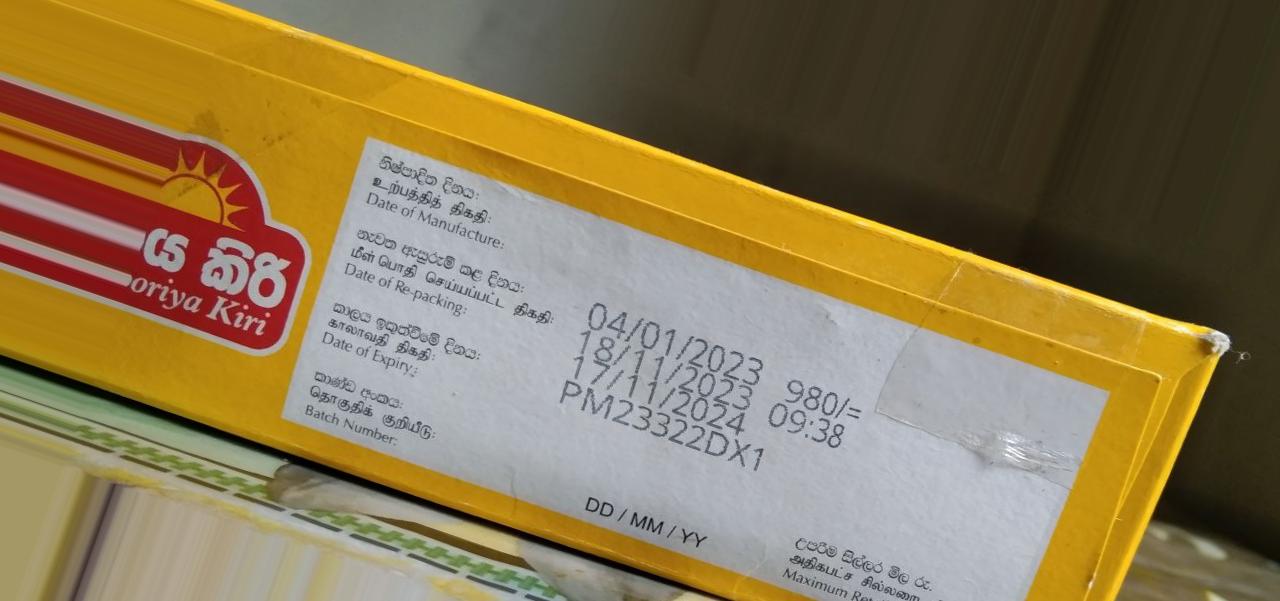 ය කිරි
oriya Kiri
නිෂ්පාදිත දිනය:
உற்பத்தித் திகதி:
Date of Manufacture:
නැවත ඇසුරුම් කළ දිනය:
மீள் பொதி செய்யப்பட்ட திகதி:
Date of Re-packing:
කාලය ඉකුත්වීමේ දිනය:
காலாவதி திகதி:
Date of Expiry:
කාණ්ඩ අංකය:
தொகுதிக் குறியீடு:
Batch Number:
04/01/2023
18/11/2023 980/=
17/11/2024 09:38
PM23322DX1
DD / MM / YY
උපරිම සිල්ලර මිල රු.
அதிகபட்ச சில்லறை
Maximum